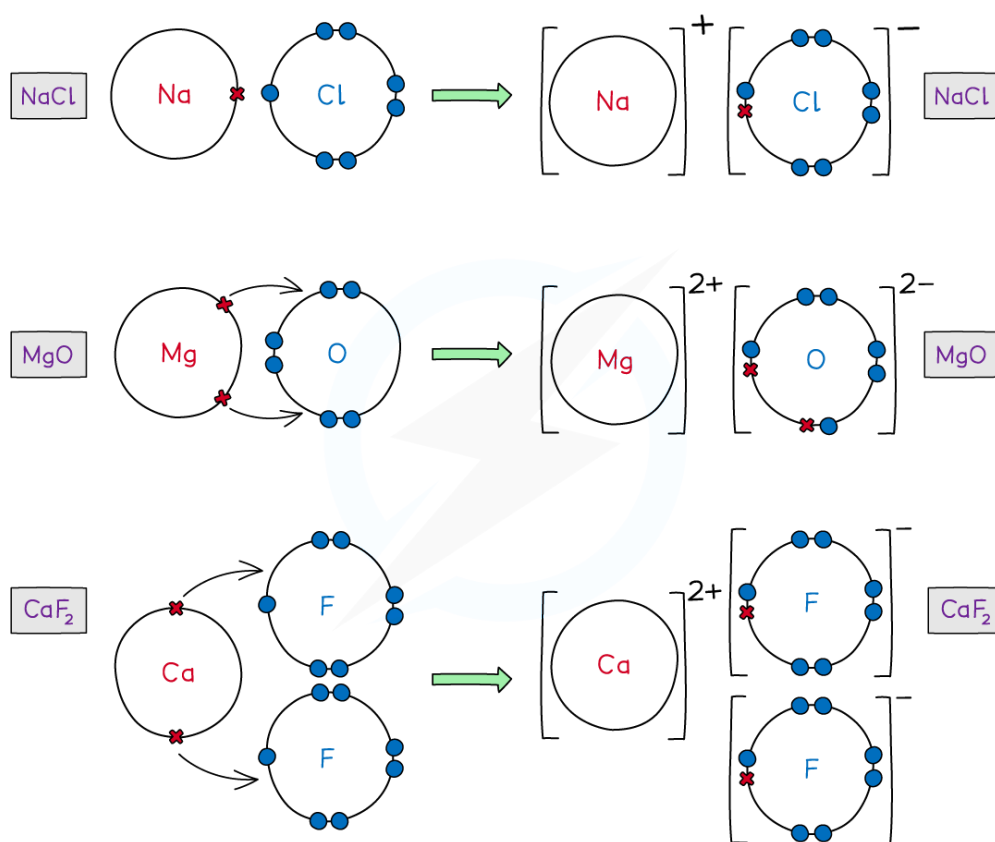 NaCl Na Cl Na + Cl − NaCl
MgO Mg O Mg 2+ O 2− MgO
CaF₂ Ca F F Ca 2+ F − F − CaF₂